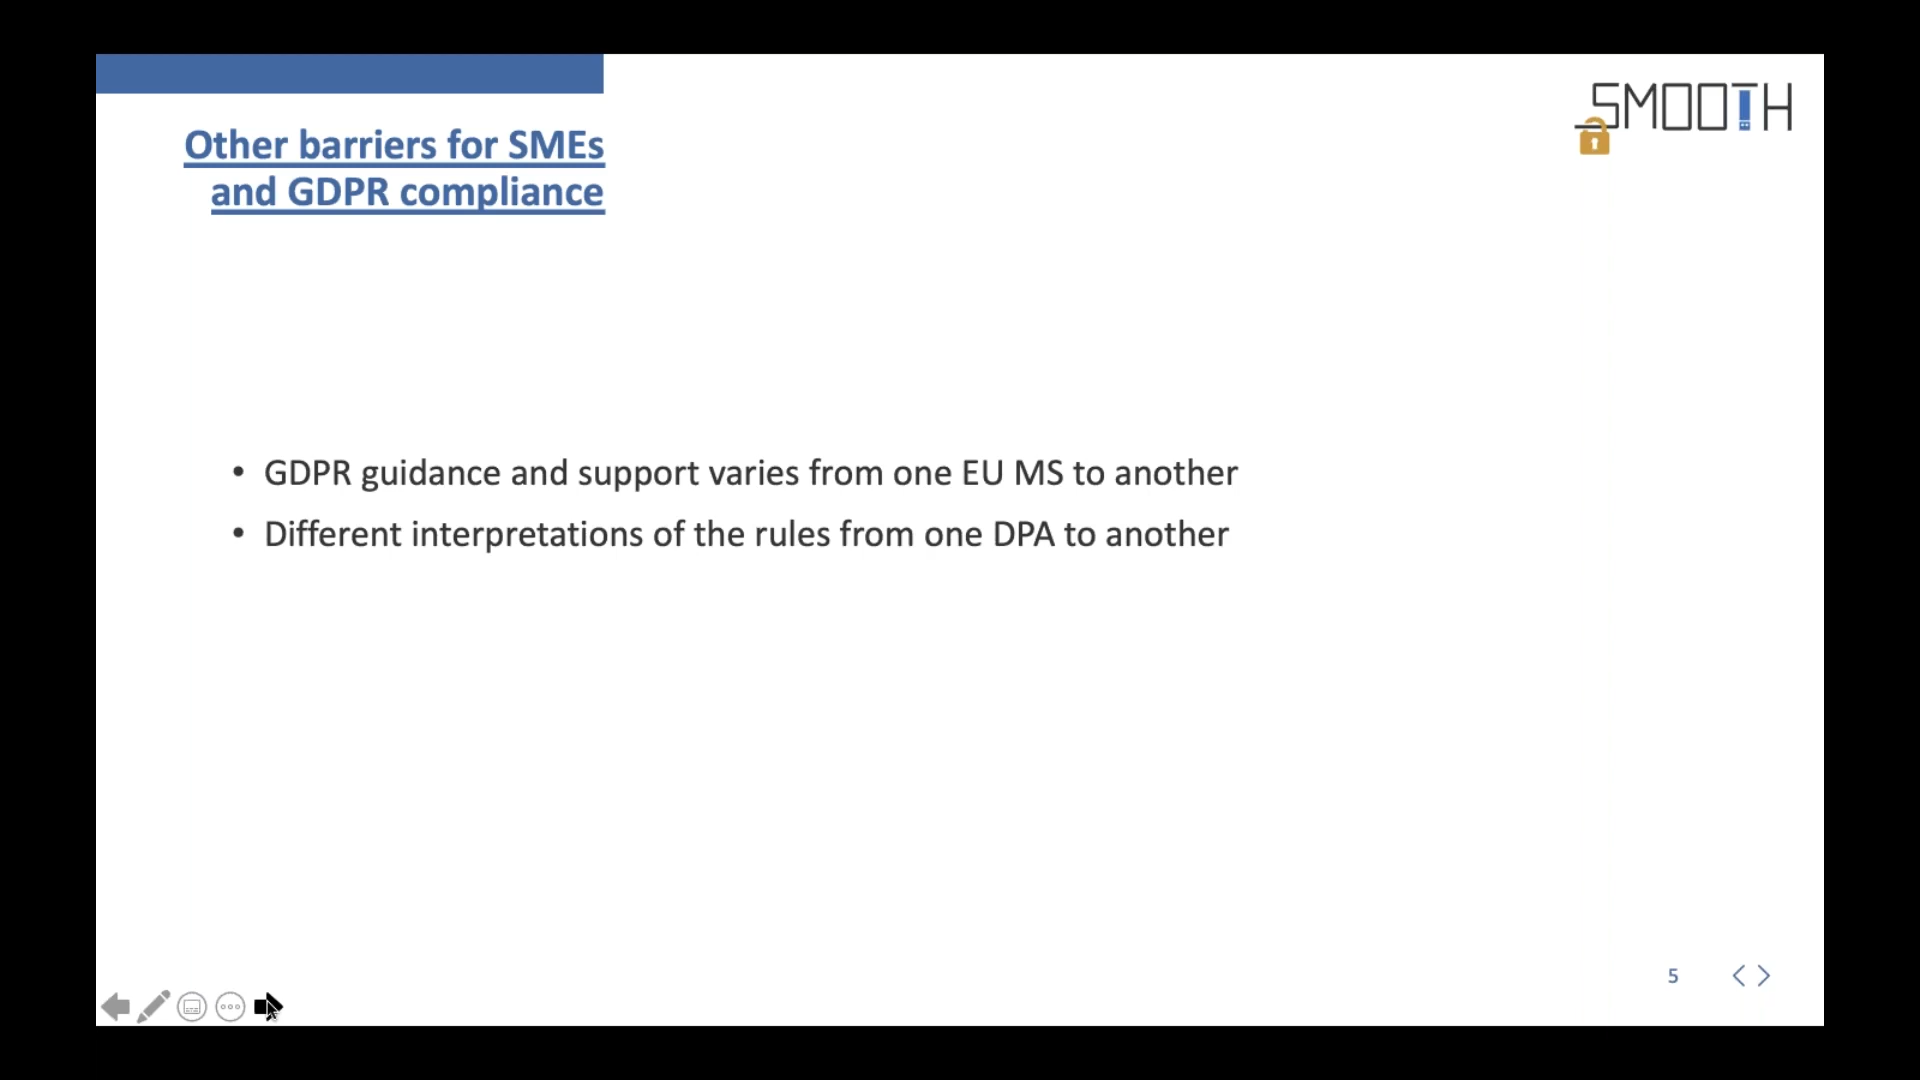 SMOOTH
Other barriers for SMEs
and GDPR compliance
• GDPR guidance and support varies from one EU MS to another
• Different interpretations of the rules from one DPA to another
5